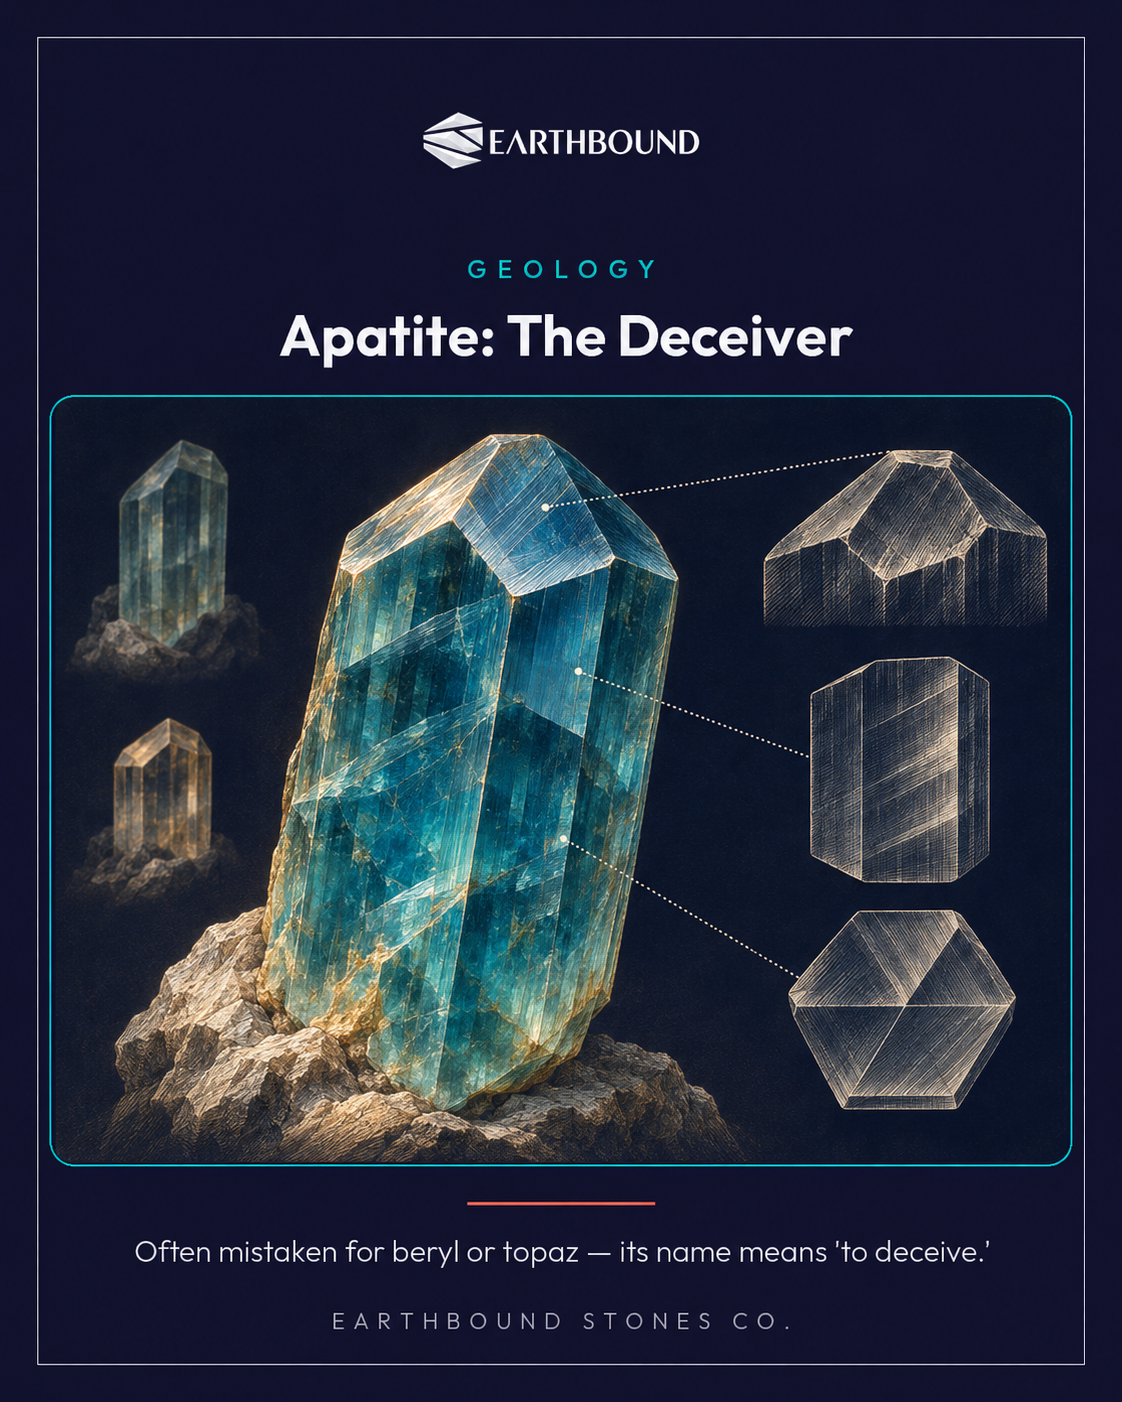 EARTHBOUND
GEOLOGY
Apatite: The Deceiver
Often mistaken for beryl or topaz — its name means 'to deceive.'
EARTHBOUND STONES CO.